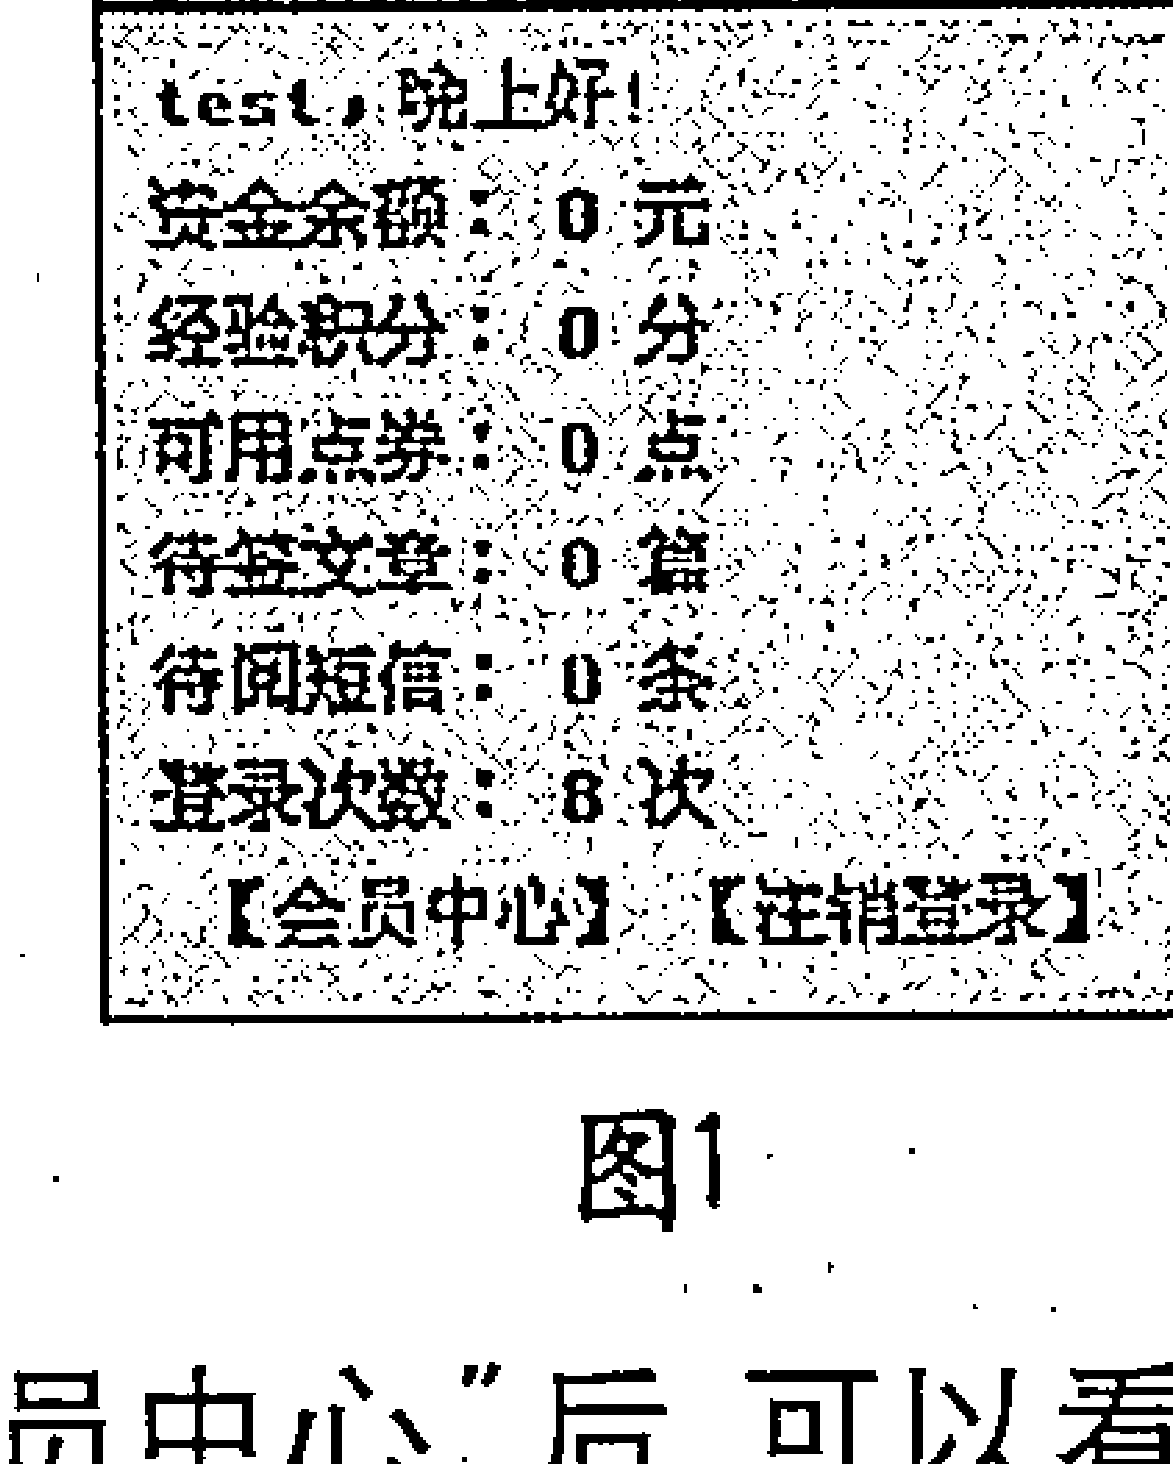 test，晚上好！
资金余额： 0 元
经验积分： 0 分
可用点券： 0 点
待签文章： 0 篇
待阅短信： 0 条
登录次数： 8 次
【会员中心】 【注销登录】
图1
员中心”后 可以看